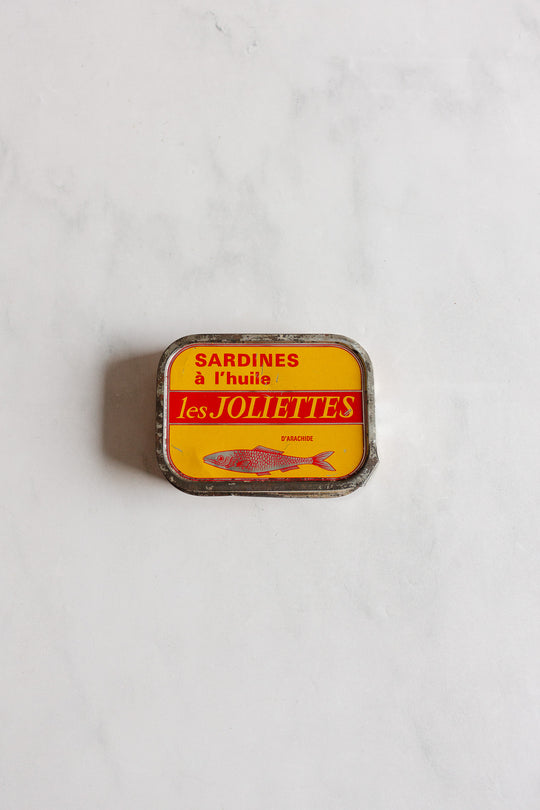 SARDINES
à l'huile
les JOLIETTES
D'ARACHIDE